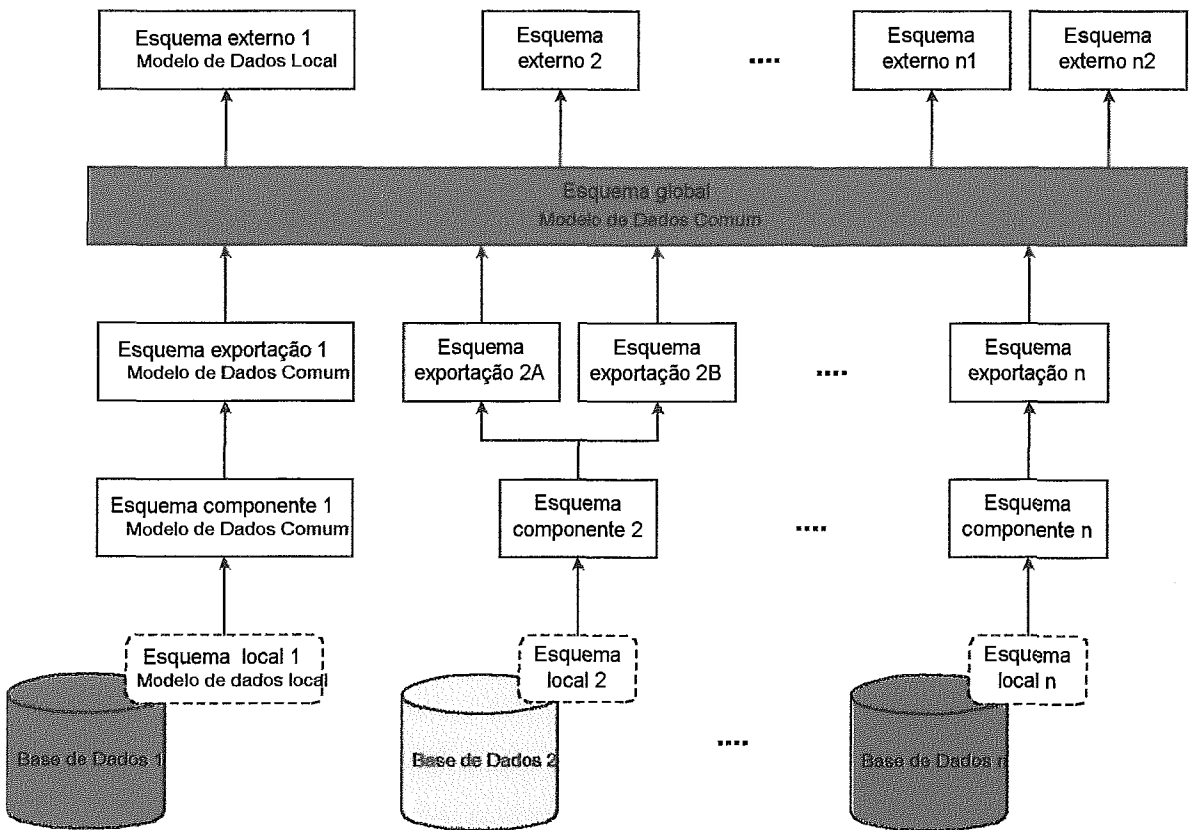 Esquema externo 1
Modelo de Dados Local
Esquema
externo 2
....
Esquema
externo n1
Esquema
externo n2
Esquema global
Modelo de Dados Comum
Esquema exportação 1
Modelo de Dados Comum
Esquema
exportação 2A
Esquema
exportação 2B
....
Esquema
exportação n
Esquema componente 1
Modelo de Dados Comum
Esquema
componente 2
....
Esquema
componente n
Esquema local 1
Modelo de dados local
Esquema
local 2
Esquema
local n
Base de Dados 1
Base de Dados 2
....
Base de Dados n